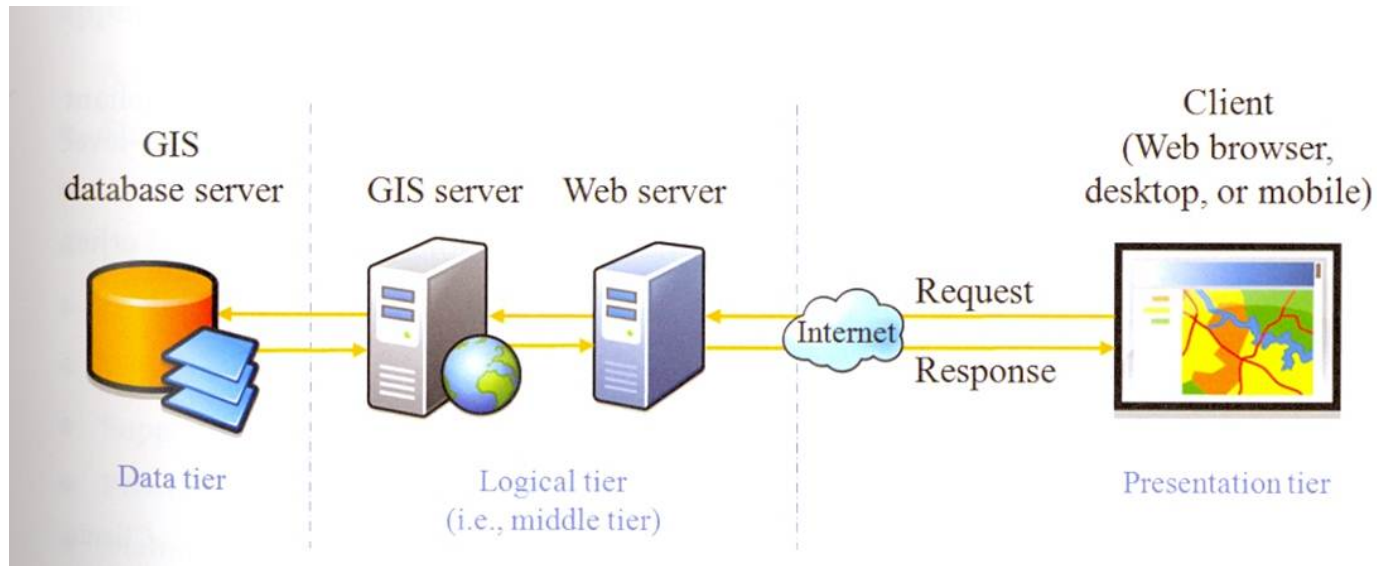 GIS
database server
GIS server
Web server
Client
(Web browser,
desktop, or mobile)
Internet
Request
Response
Data tier
Logical tier
(i.e., middle tier)
Presentation tier